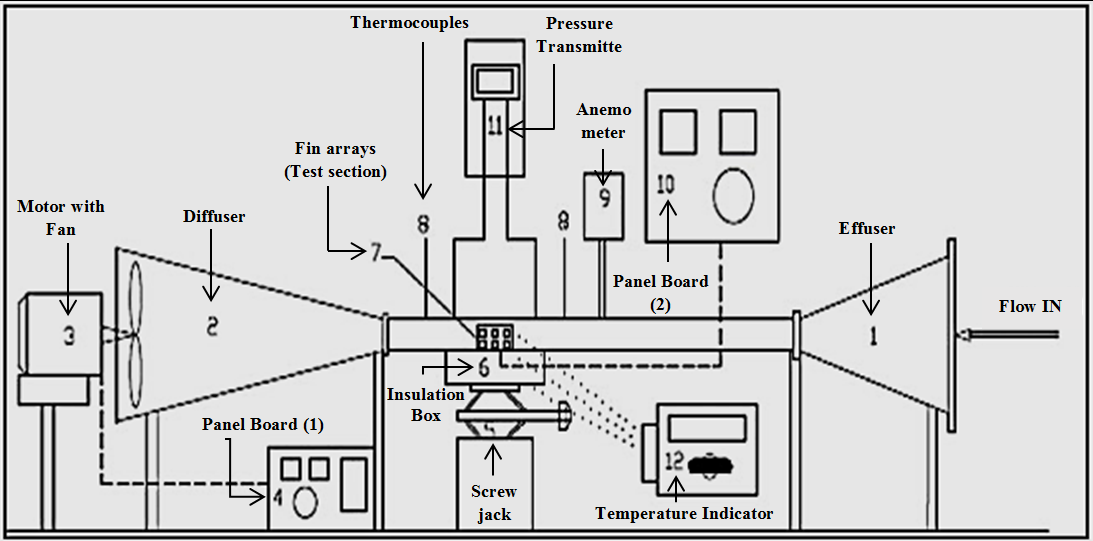 Thermocouples
Pressure
Transmitte
Anemo
meter
11
Fin arrays
(Test section)
10
9
Motor with
Fan
Diffuser
8
8
Effuser
7
Panel Board
(2)
Flow IN
3
2
1
6
Insulation
Box
Panel Board (1)
5
4
12
Screw
jack
Temperature Indicator